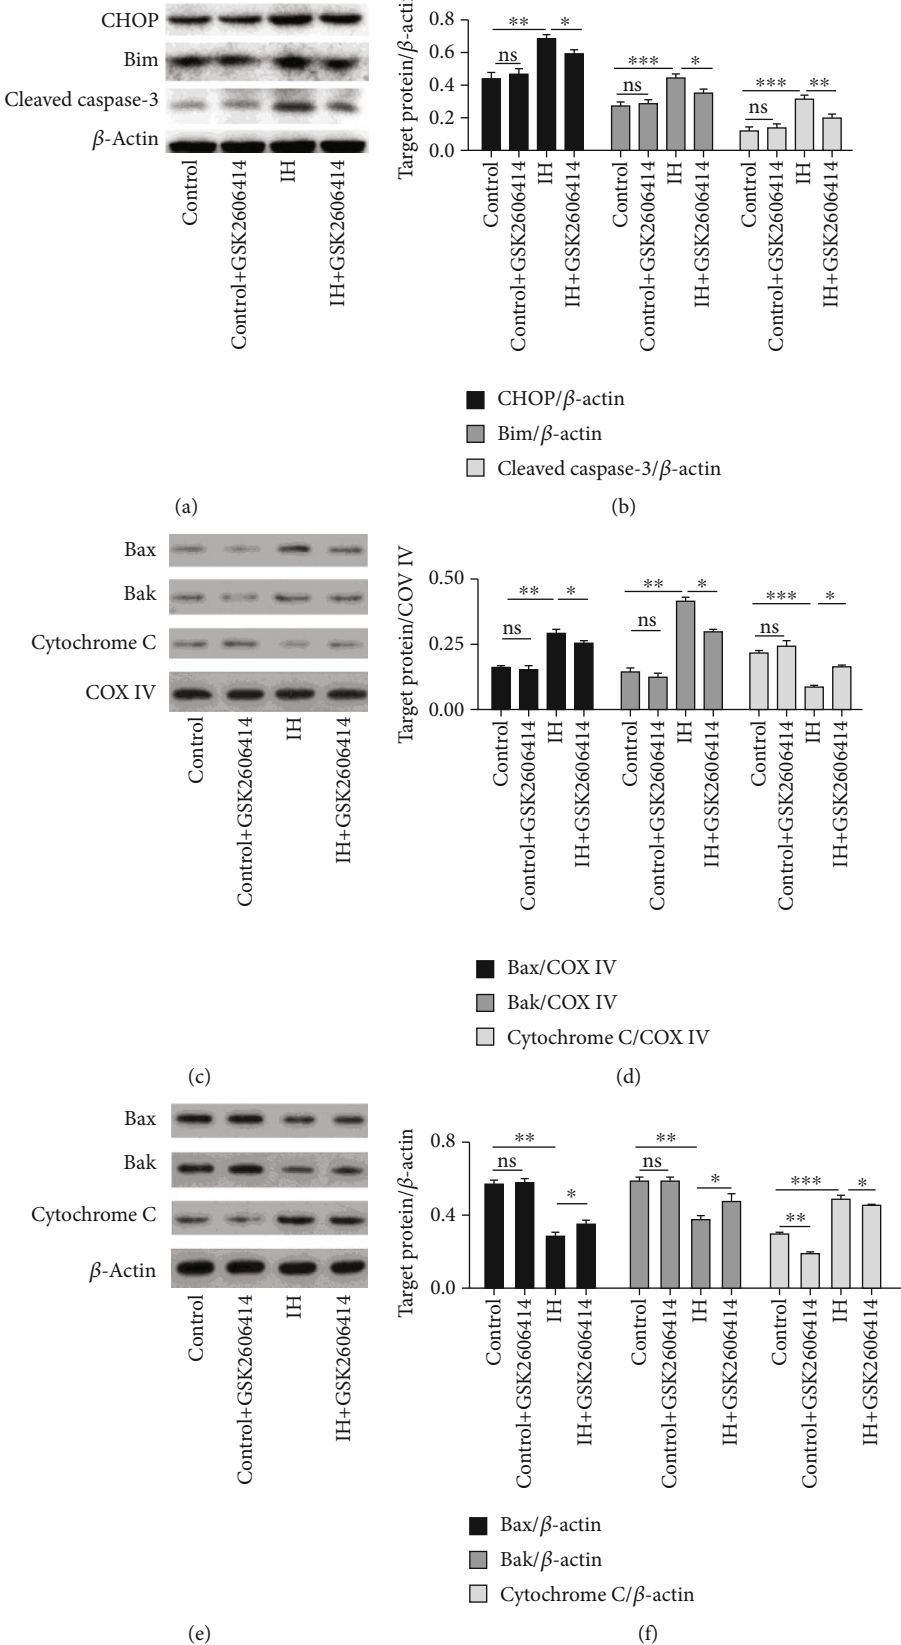 CHOP
Bim
Cleaved caspase-3
β-Actin
Control
Control+GSK2606414
IH
IH+GSK2606414
(a)
Target protein/β-actin
0.8
0.6
0.4
0.2
0.0
** *
ns
*** *
ns
*** **
ns
Control
Control+GSK2606414
IH
IH+GSK2606414
Control
Control+GSK2606414
IH
IH+GSK2606414
Control
Control+GSK2606414
IH
IH+GSK2606414
CHOP/β-actin
Bim/β-actin
Cleaved caspase-3/β-actin
(b)
Bax
Bak
Cytochrome C
COX IV
Control
Control+GSK2606414
IH
IH+GSK2606414
(c)
Target protein/COV IV
0.50
0.25
0.00
** *
ns
** *
ns
*** *
ns
Control
Control+GSK2606414
IH
IH+GSK2606414
Control
Control+GSK2606414
IH
IH+GSK2606414
Control
Control+GSK2606414
IH
IH+GSK2606414
Bax/COX IV
Bak/COX IV
Cytochrome C/COX IV
(d)
Bax
Bak
Cytochrome C
β-Actin
Control
Control+GSK2606414
IH
IH+GSK2606414
(e)
Target protein/β-actin
0.8
0.4
0.0
**
ns
*
**
ns
*
*** *
**
Control
Control+GSK2606414
IH
IH+GSK2606414
Control
Control+GSK2606414
IH
IH+GSK2606414
Control
Control+GSK2606414
IH
IH+GSK2606414
Bax/β-actin
Bak/β-actin
Cytochrome C/β-actin
(f)